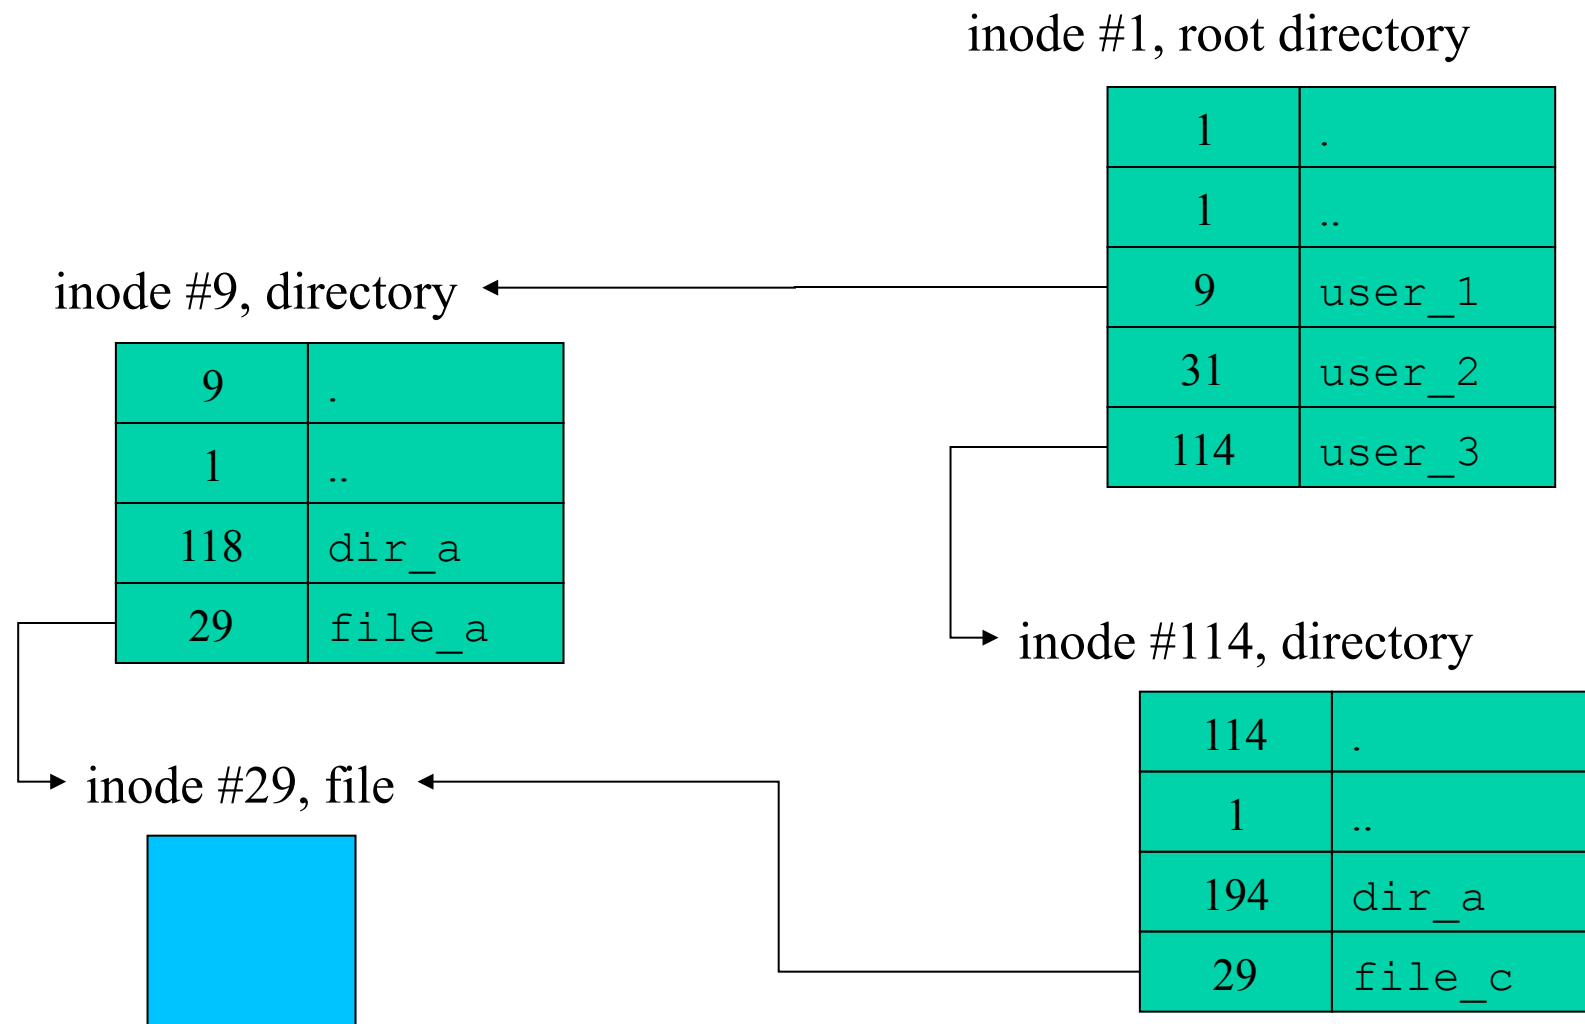 inode #1, root directory
1 .
1 ..
9 user_1
31 user_2
114 user_3
inode #9, directory
9 .
1 ..
118 dir_a
29 file_a
inode #114, directory
114 .
1 ..
194 dir_a
29 file_c
inode #29, file